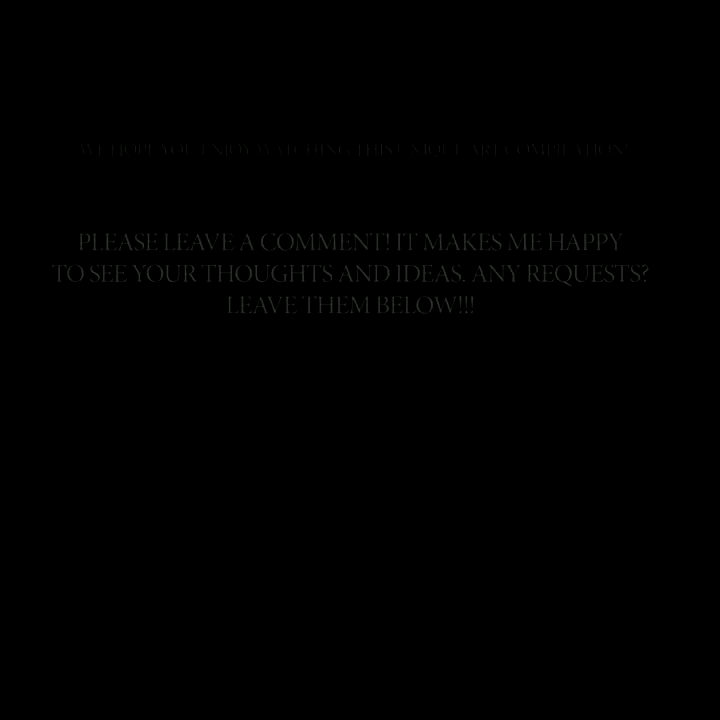 WE HOPE YOU ENJOY WATCHING THIS UNIQUE ART COMPILATION!
PLEASE LEAVE A COMMENT! IT MAKES ME HAPPY
TO SEE YOUR THOUGHTS AND IDEAS. ANY REQUESTS?
LEAVE THEM BELOW!!!